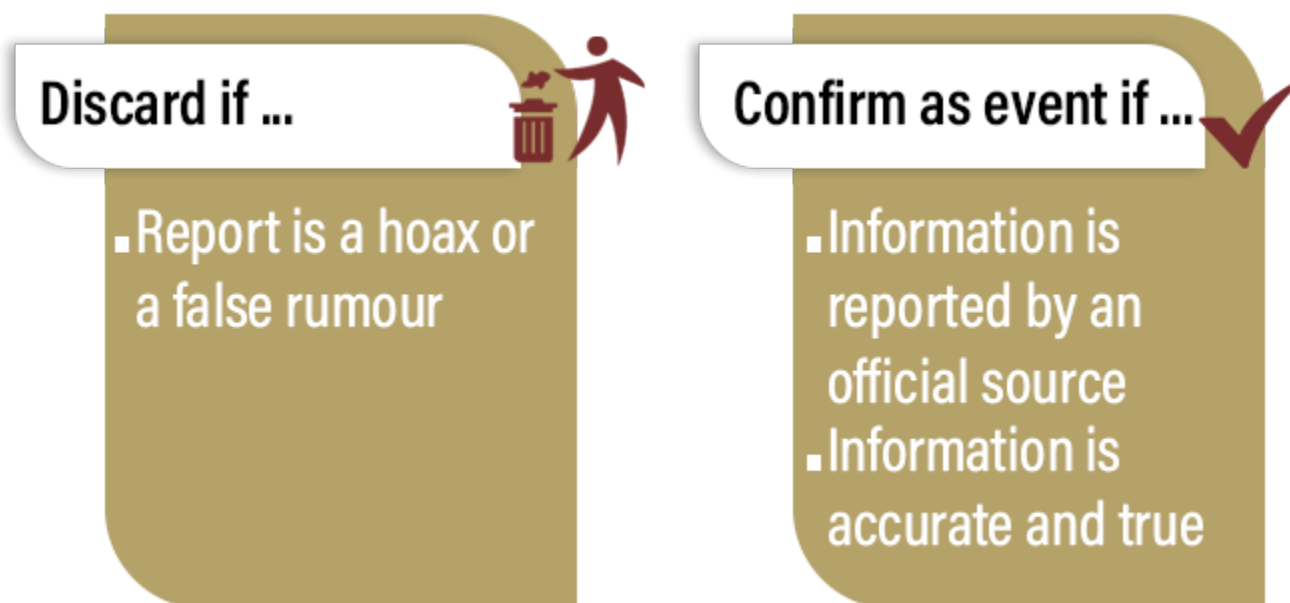 Discard if ...
▪Report is a hoax or
a false rumour
Confirm as event if ...
▪Information is
reported by an
official source
▪Information is
accurate and true